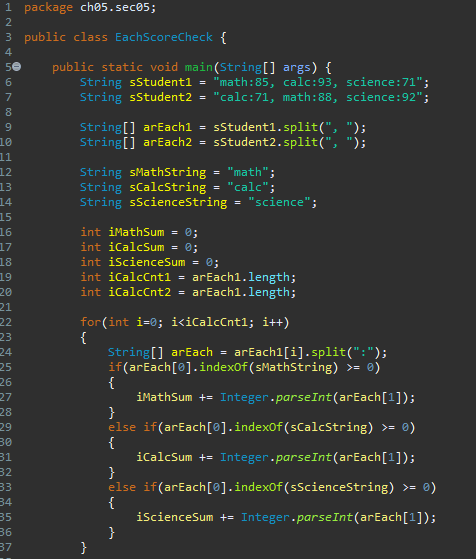 1 package ch05.sec05;
2
3 public class EachScoreCheck {
4
5 public static void main(String[] args) {
6 String sStudent1 = "math:85, calc:93, science:71";
7 String sStudent2 = "calc:71, math:88, science:92";
8
9 String[] arEach1 = sStudent1.split(", ");
10 String[] arEach2 = sStudent2.split(", ");
11
12 String sMathString = "math";
13 String sCalcString = "calc";
14 String sScienceString = "science";
15
16 int iMathSum = 0;
17 int iCalcSum = 0;
18 int iScienceSum = 0;
19 int iCalcCnt1 = arEach1.length;
20 int iCalcCnt2 = arEach1.length;
21
22 for(int i=0; i<iCalcCnt1; i++)
23 {
24 String[] arEach = arEach1[i].split(":");
25 if(arEach[0].indexOf(sMathString) >= 0)
26 {
27 iMathSum += Integer.parseInt(arEach[1]);
28 }
29 else if(arEach[0].indexOf(sCalcString) >= 0)
30 {
31 iCalcSum += Integer.parseInt(arEach[1]);
32 }
33 else if(arEach[0].indexOf(sScienceString) >= 0)
34 {
35 iScienceSum += Integer.parseInt(arEach[1]);
36 }
37 }